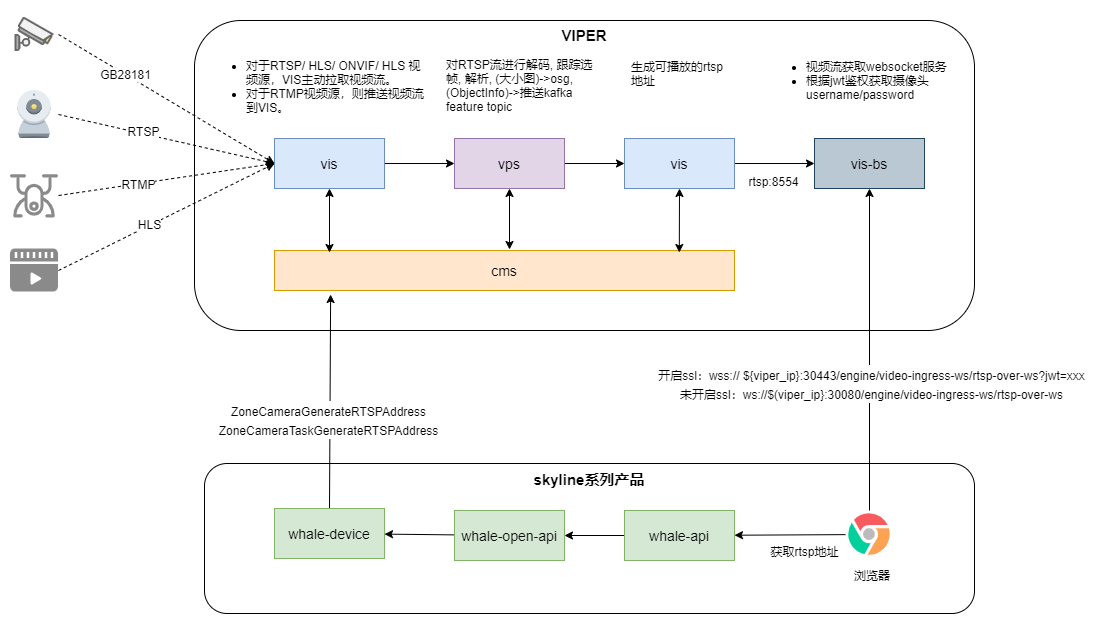 VIPER
对于RTSP/ HLS/ ONVIF/ HLS 视
频源，VIS主动拉取视频流。
对于RTMP视频源，则推送视频流
到VIS。
对RTSP流进行解码, 跟踪选
帧, 解析, (大小图)->osg,
(ObjectInfo)->推送kafka
feature topic
生成可播放的rtsp
地址
视频流获取websocket服务
根据jwt鉴权获取摄像头
username/password
GB28181
RTSP
RTMP
HLS
vis
vps
vis
rtsp:8554
vis-bs
cms
开启ssl：wss:// ${viper_ip}:30443/engine/video-ingress-ws/rtsp-over-ws?jwt=xxx
未开启ssl：ws://$(viper_ip):30080/engine/video-ingress-ws/rtsp-over-ws
ZoneCameraGenerateRTSPAddress
ZoneCameraTaskGenerateRTSPAddress
skyline系列产品
whale-device
whale-open-api
whale-api
获取rtsp地址
浏览器